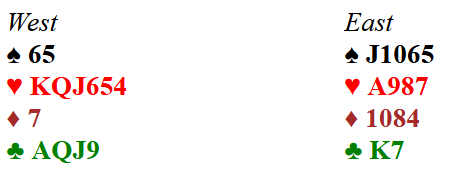 West East
♠ 65 ♠ J1065
♥ KQJ654 ♥ A987
♦ 7 ♦ 1084
♣ AQJ9 ♣ K7